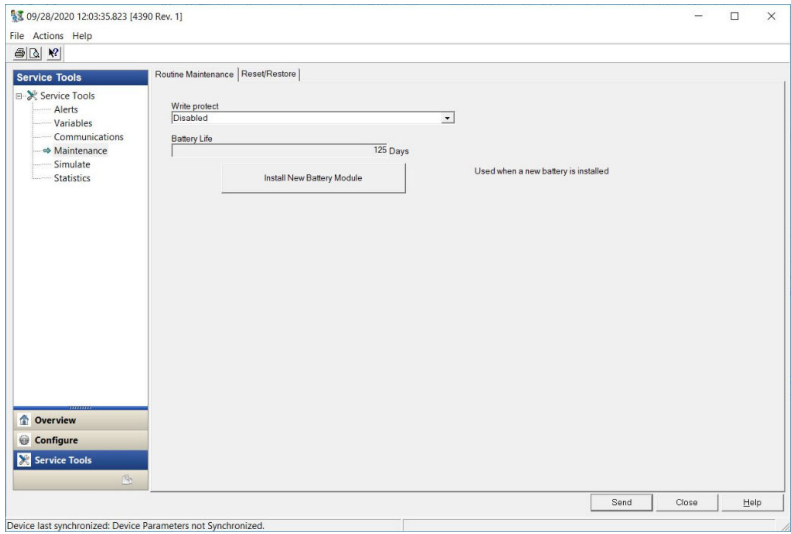 09/28/2020 12:03:35.823 [4390 Rev. 1]
File Actions Help
Service Tools
Service Tools
Alerts
Variables
Communications
Maintenance
Simulate
Statistics
Overview
Configure
Service Tools
Routine Maintenance Reset/Restore
Write protect
Disabled
Battery Life
125 Days
Install New Battery Module
Used when a new battery is installed
Send Close Help
Device last synchronized: Device Parameters not Synchronized.